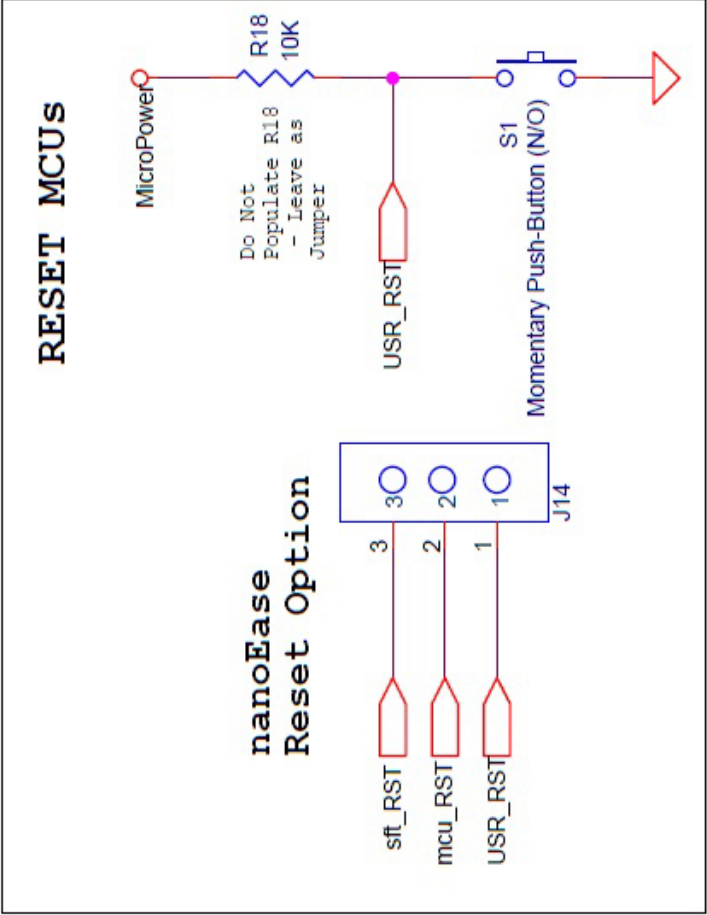 RESET MCUs
MicroPower
R18
10K
Do Not
Populate R18
- Leave as
Jumper
USR_RST
S1
Momentary Push-Button (N/O)
nanoEase
Reset Option
sft_RST
3
3
mcu_RST
2
2
USR_RST
1
1
J14